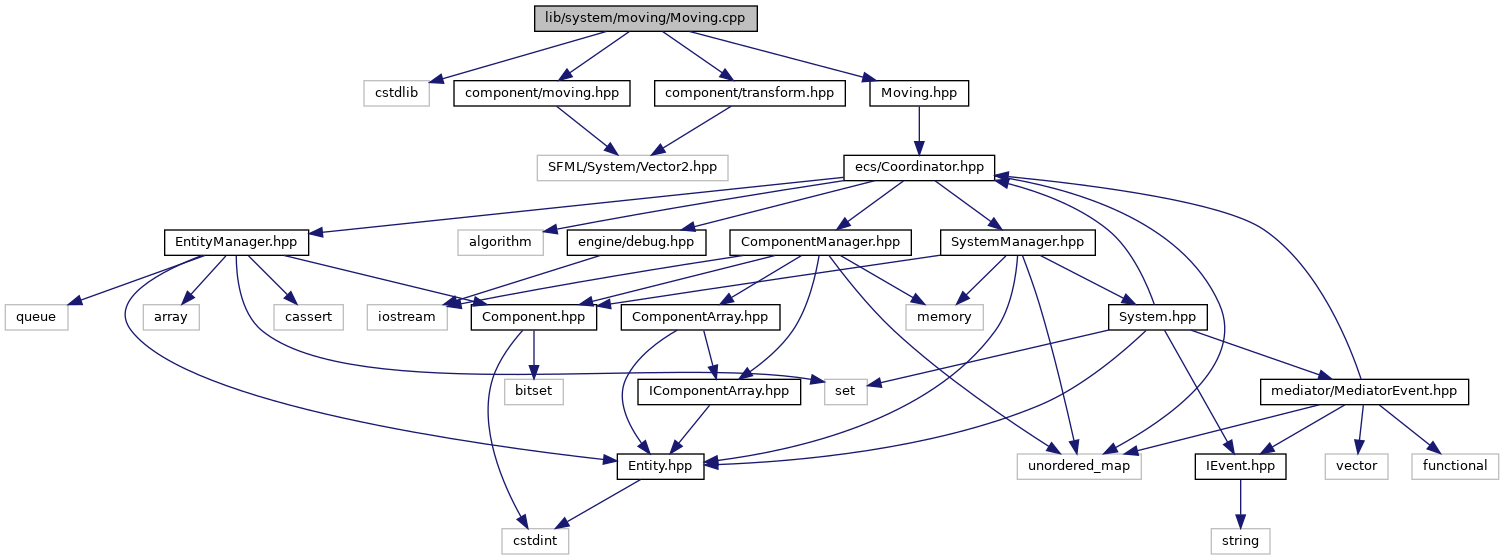 lib/system/moving/Moving.cpp
cstdlib
component/moving.hpp
component/transform.hpp
Moving.hpp
SFML/System/Vector2.hpp
ecs/Coordinator.hpp
EntityManager.hpp
algorithm
engine/debug.hpp
ComponentManager.hpp
SystemManager.hpp
queue
array
cassert
iostream
Component.hpp
ComponentArray.hpp
memory
System.hpp
bitset
IComponentArray.hpp
set
mediator/MediatorEvent.hpp
Entity.hpp
unordered_map
IEvent.hpp
vector
functional
cstdint
string